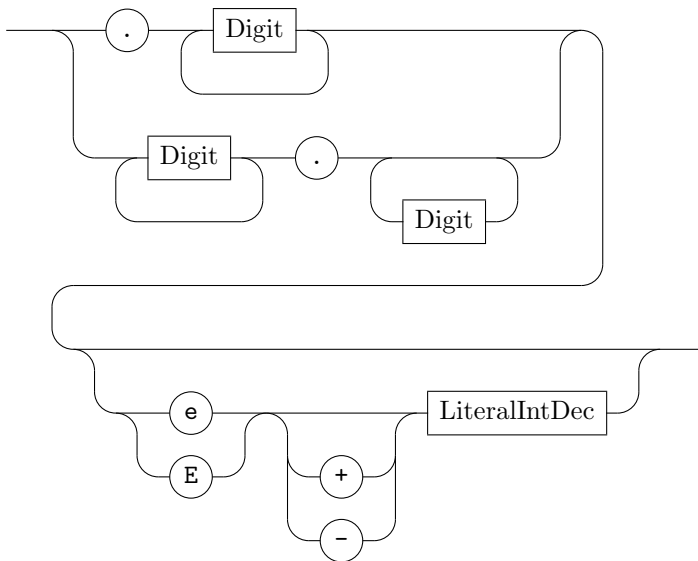 . Digit
Digit .
Digit
e
LiteralIntDec
E
+
-